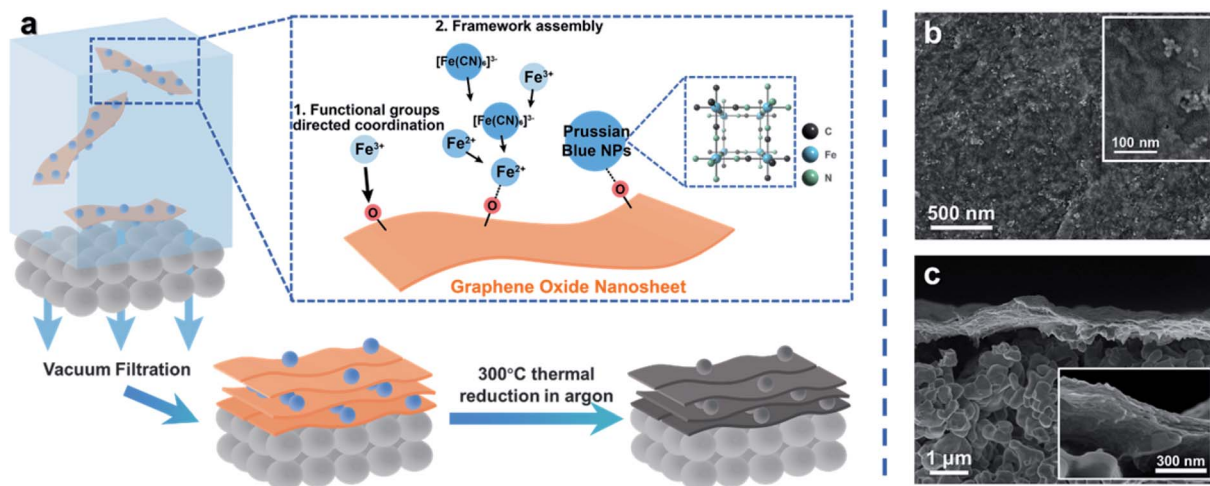 a
2. Framework assembly
[Fe(CN)₆]³⁻
Fe³⁺
1. Functional groups
directed coordination
[Fe(CN)₆]³⁻
Fe³⁺
Fe²⁺
Fe²⁺
Prussian
Blue NPs
C
Fe
N
O
O
O
Graphene Oxide Nanosheet
Vacuum Filtration
300°C thermal
reduction in argon
b
100 nm
500 nm
c
1 μm
300 nm